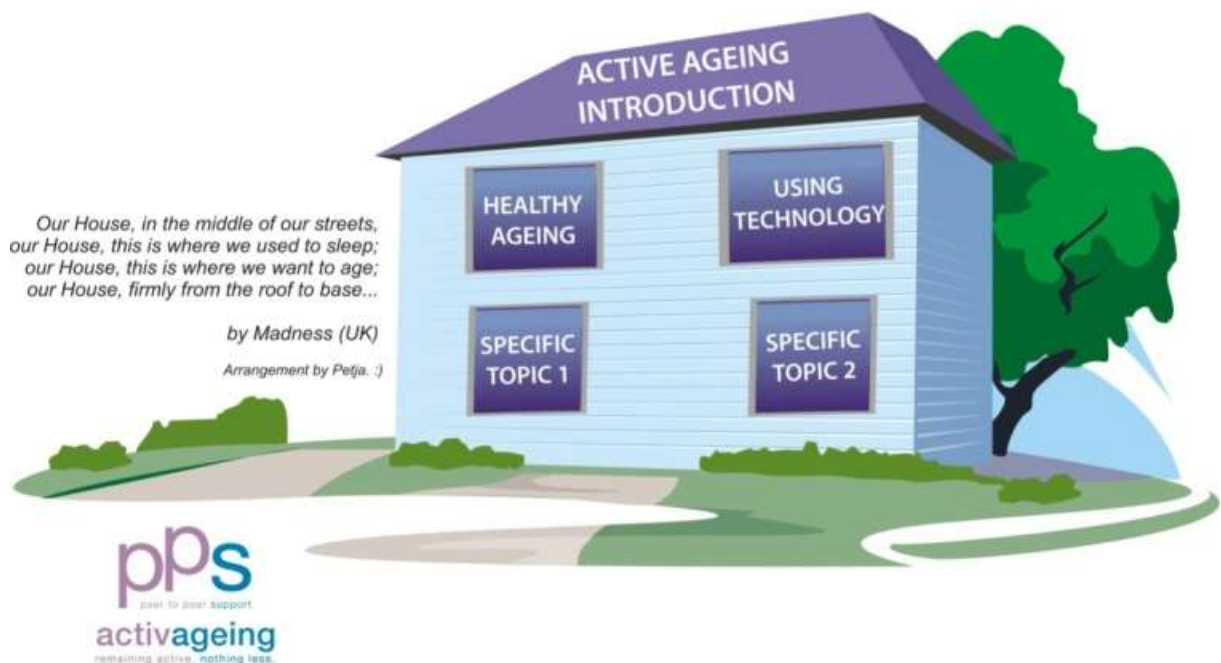 ACTIVE AGEING
INTRODUCTION
HEALTHY
AGEING
USING
TECHNOLOGY
Our House, in the middle of our streets,
our House, this is where we used to sleep;
our House, this is where we want to age;
our House, firmly from the roof to base...
by Madness (UK)
Arrangement by Petja. :)
SPECIFIC
TOPIC 1
SPECIFIC
TOPIC 2
pps
peer to peer support
activageing
remaining active. nothing less.